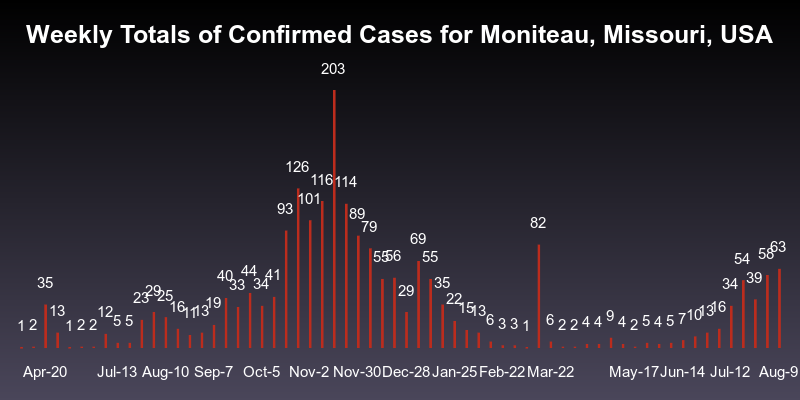 Weekly Totals of Confirmed Cases for Moniteau, Missouri, USA
1 2 35 13 1 2 2 12 5 5 23 29 25 16 11 13 19 40 33 44 34 41 93 126 101 116 203 114 89 79 55 56 29 69 55 35 22 15 13 6 3 3 1 82 6 2 2 4 4 9 4 2 5 4 5 7 10 13 16 34 54 39 58 63
Apr-20 Jul-13 Aug-10 Sep-7 Oct-5 Nov-2 Nov-30 Dec-28 Jan-25 Feb-22 Mar-22 May-17 Jun-14 Jul-12 Aug-9